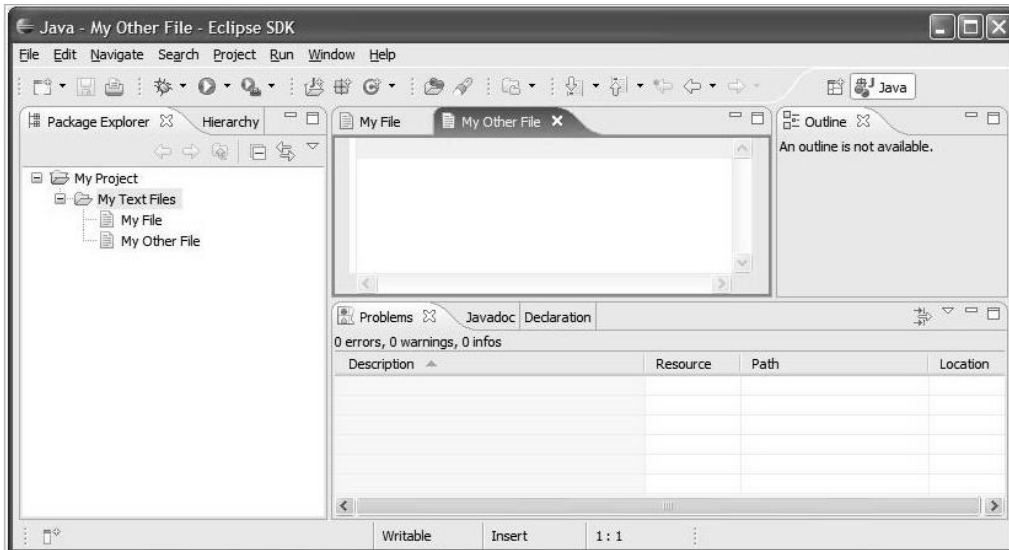 Java - My Other File - Eclipse SDK
File Edit Navigate Search Project Run Window Help
Java
Package Explorer Hierarchy
My File My Other File
Outline
An outline is not available.
My Project
My Text Files
My File
My Other File
Problems Javadoc Declaration
0 errors, 0 warnings, 0 infos
Description Resource Path Location
Writable Insert 1 : 1